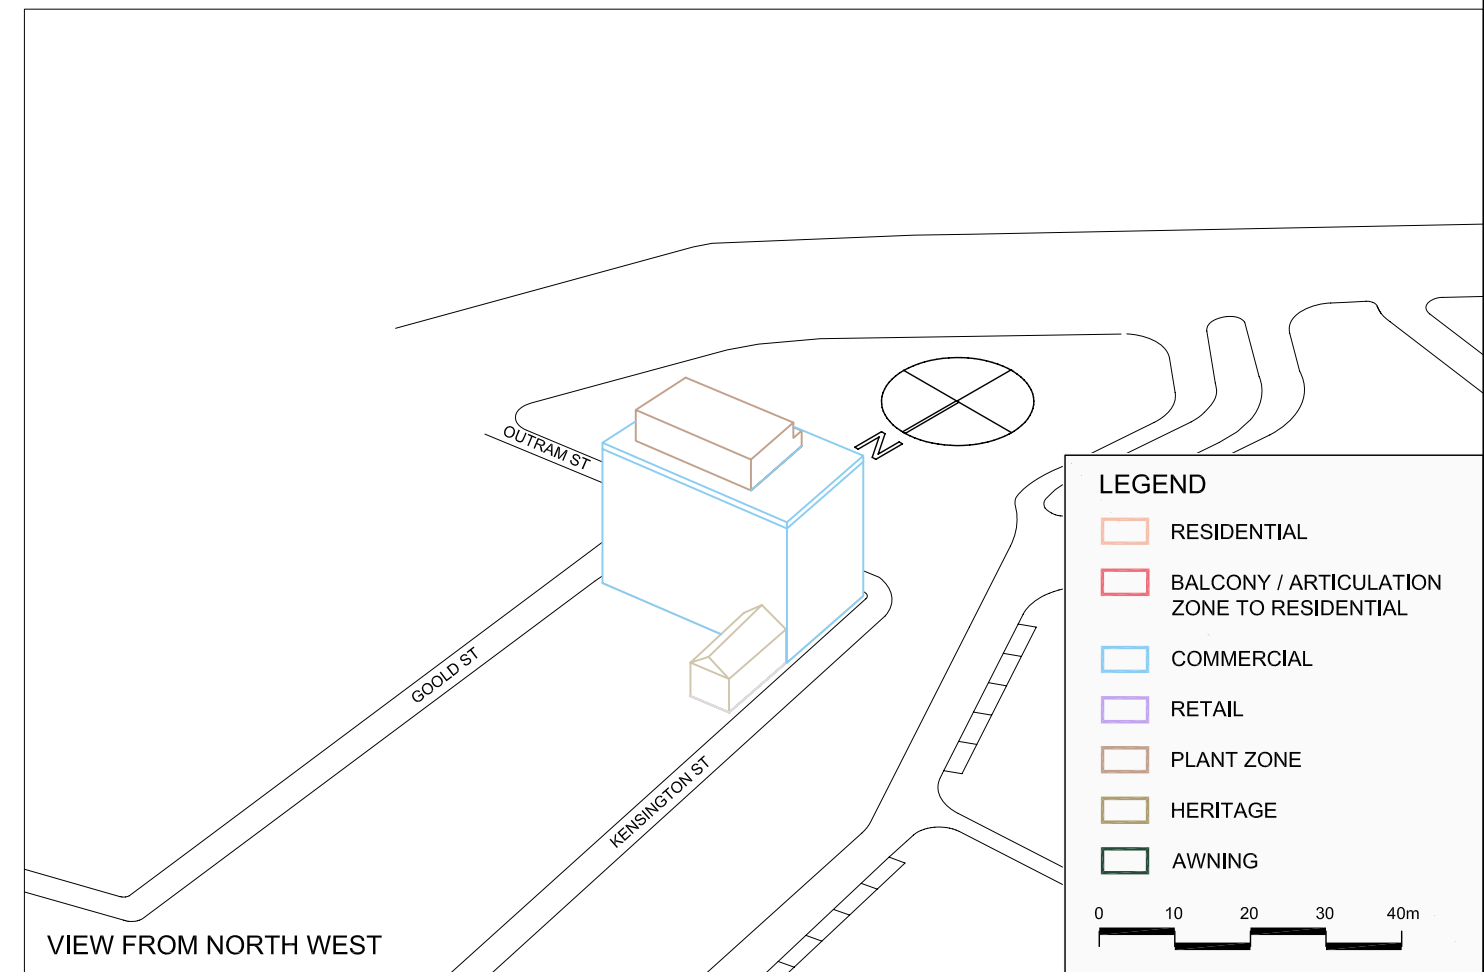 OUTRAM ST
N
GOOLD ST
KENSINGTON ST
VIEW FROM NORTH WEST
LEGEND
RESIDENTIAL
BALCONY / ARTICULATION
ZONE TO RESIDENTIAL
COMMERCIAL
RETAIL
PLANT ZONE
HERITAGE
AWNING
0 10 20 30 40m